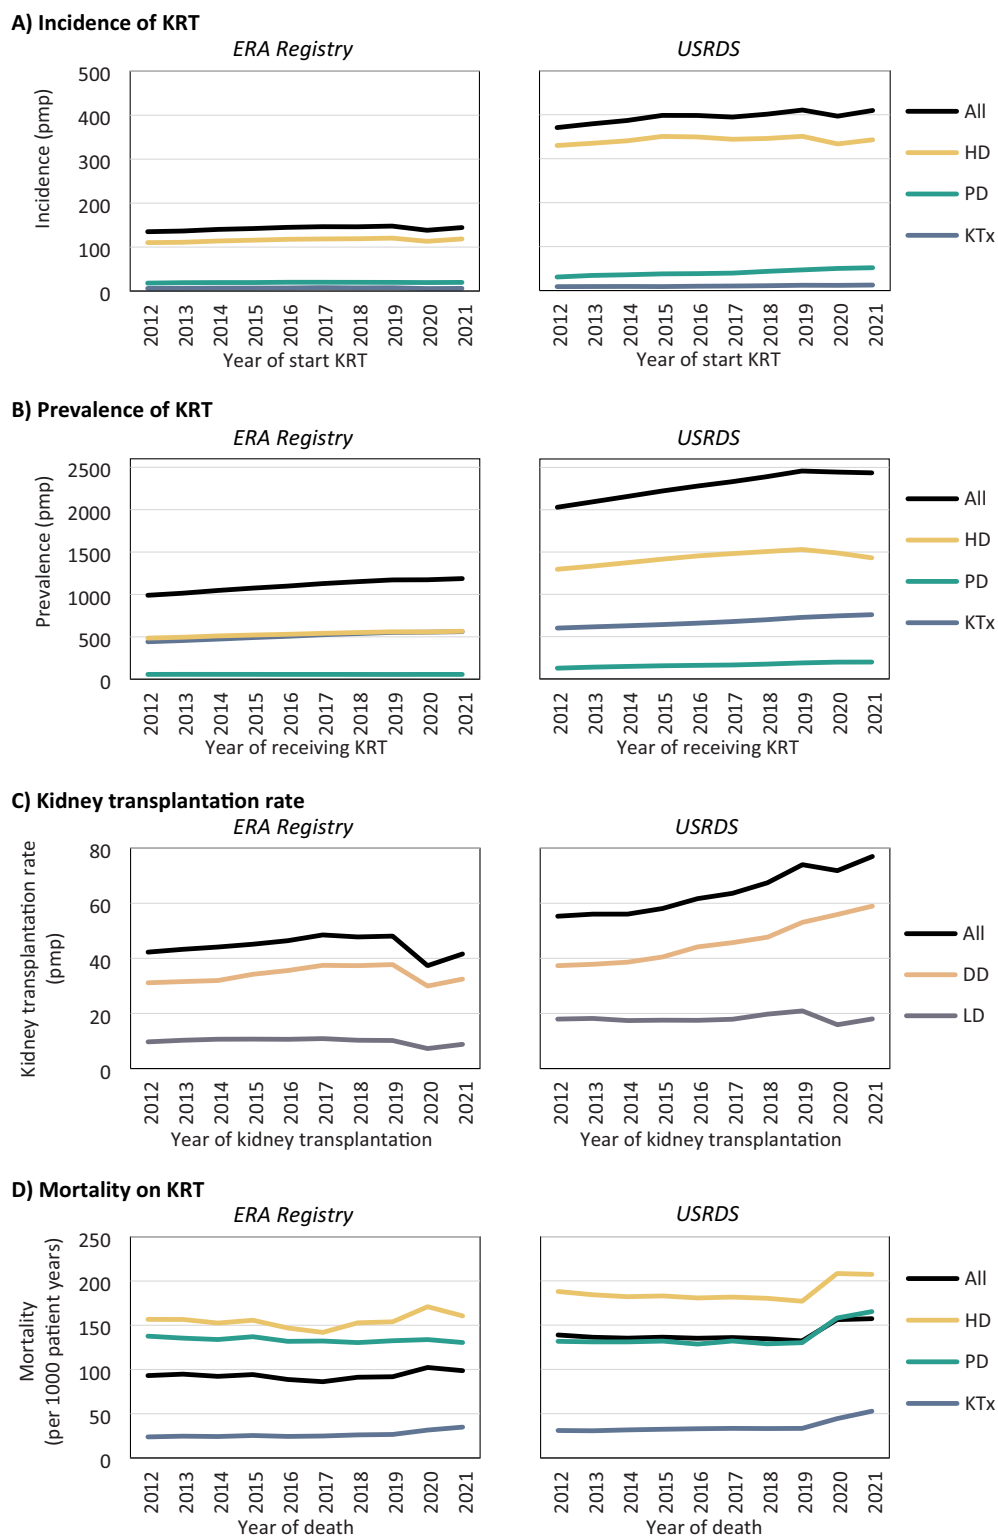 A) Incidence of KRT
ERA Registry
USRDS
Incidence (pmp)
500
400
300
200
100
0
2012 2013 2014 2015 2016 2017 2018 2019 2020 2021
2012 2013 2014 2015 2016 2017 2018 2019 2020 2021
Year of start KRT
Year of start KRT
All
HD
PD
KTx
B) Prevalence of KRT
ERA Registry
USRDS
Prevalence (pmp)
2500
2000
1500
1000
500
0
2012 2013 2014 2015 2016 2017 2018 2019 2020 2021
2012 2013 2014 2015 2016 2017 2018 2019 2020 2021
Year of receiving KRT
Year of receiving KRT
All
HD
PD
KTx
C) Kidney transplantation rate
ERA Registry
USRDS
Kidney transplantation rate
(pmp)
80
60
40
20
0
2012 2013 2014 2015 2016 2017 2018 2019 2020 2021
2012 2013 2014 2015 2016 2017 2018 2019 2020 2021
Year of kidney transplantation
Year of kidney transplantation
All
DD
LD
D) Mortality on KRT
ERA Registry
USRDS
Mortality
(per 1000 patient years)
250
200
150
100
50
0
2012 2013 2014 2015 2016 2017 2018 2019 2020 2021
2012 2013 2014 2015 2016 2017 2018 2019 2020 2021
Year of death
Year of death
All
HD
PD
KTx